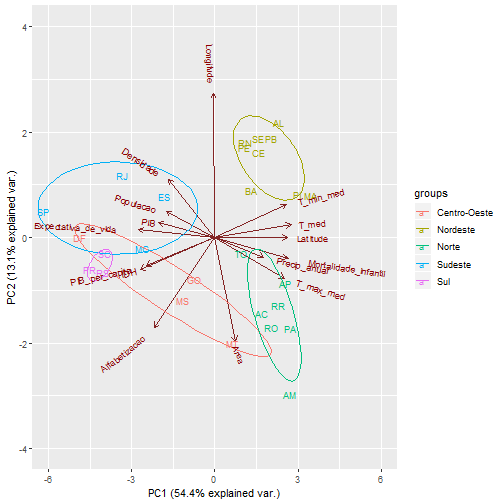 4
2
0
-2
-4
-6
-3
0
3
6
PC1 (54.4% explained var.)
PC2 (13.1% explained var.)
Longitude
Densidade
Populacao
PIB
Expectativa_de_vida
Alfabetizacao
Area
T_min_med
T_med
Latitude
Precip_anual
Mortalidade_infantil
T_max_med
AL
RN
SE
PB
PE
CE
BA
PI
MA
RJ
ES
SP
MG
DF
SC
PR
RS
GO
MS
MT
TO
AP
RR
AC
RO
PA
AM
groups
Centro-Oeste
Nordeste
Norte
Sudeste
Sul